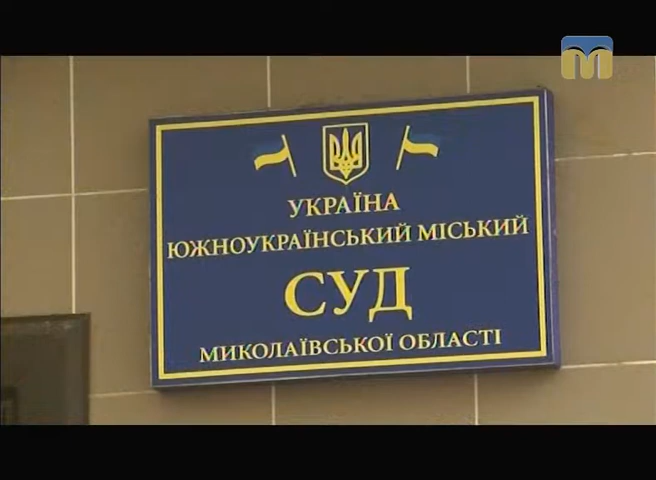 М
УКРАЇНА
ЮЖНОУКРАЇНСЬКИЙ МІСЬКИЙ
СУД
МИКОЛАЇВСЬКОЇ ОБЛАСТІ